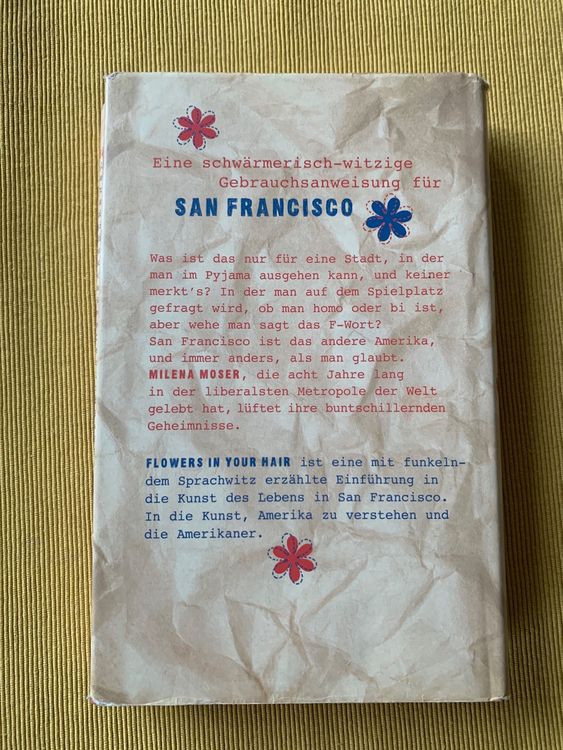 Eine schwärmerisch-witzige
Gebrauchsanweisung für
SAN FRANCISCO
Was ist das nur für eine Stadt, in der
man im Pyjama ausgehen kann, und keiner
merkt's? In der man auf dem Spielplatz
gefragt wird, ob man homo oder bi ist,
aber wehe man sagt das F-Wort?
San Francisco ist das andere Amerika,
und immer anders, als man glaubt.
MILENA MOSER, die acht Jahre lang
in der liberalsten Metropole der Welt
gelebt hat, lüftet ihre buntschillernden
Geheimnisse.
FLOWERS IN YOUR HAIR ist eine mit funkeln-
dem Sprachwitz erzählte Einführung in
die Kunst des Lebens in San Francisco.
In die Kunst, Amerika zu verstehen und
die Amerikaner.